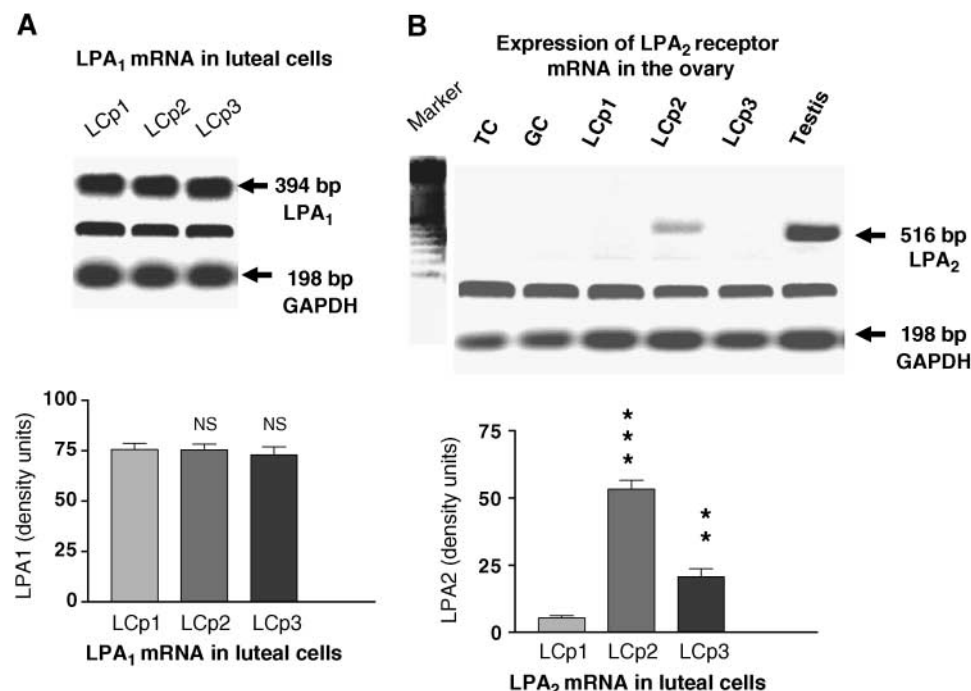 A
LPA₁ mRNA in luteal cells
LCp1 LCp2 LCp3
394 bp
LPA₁
198 bp
GAPDH
100
75
50
25
0
LPA1 (density units)
NS NS
LCp1 LCp2 LCp3
LPA₁ mRNA in luteal cells
B
Expression of LPA₂ receptor
mRNA in the ovary
Marker TC GC LCp1 LCp2 LCp3 Testis
516 bp
LPA₂
198 bp
GAPDH
75
50
25
0
LPA2 (density units)
* * *
* *
LCp1 LCp2 LCp3
LPA₂ mRNA in luteal cells